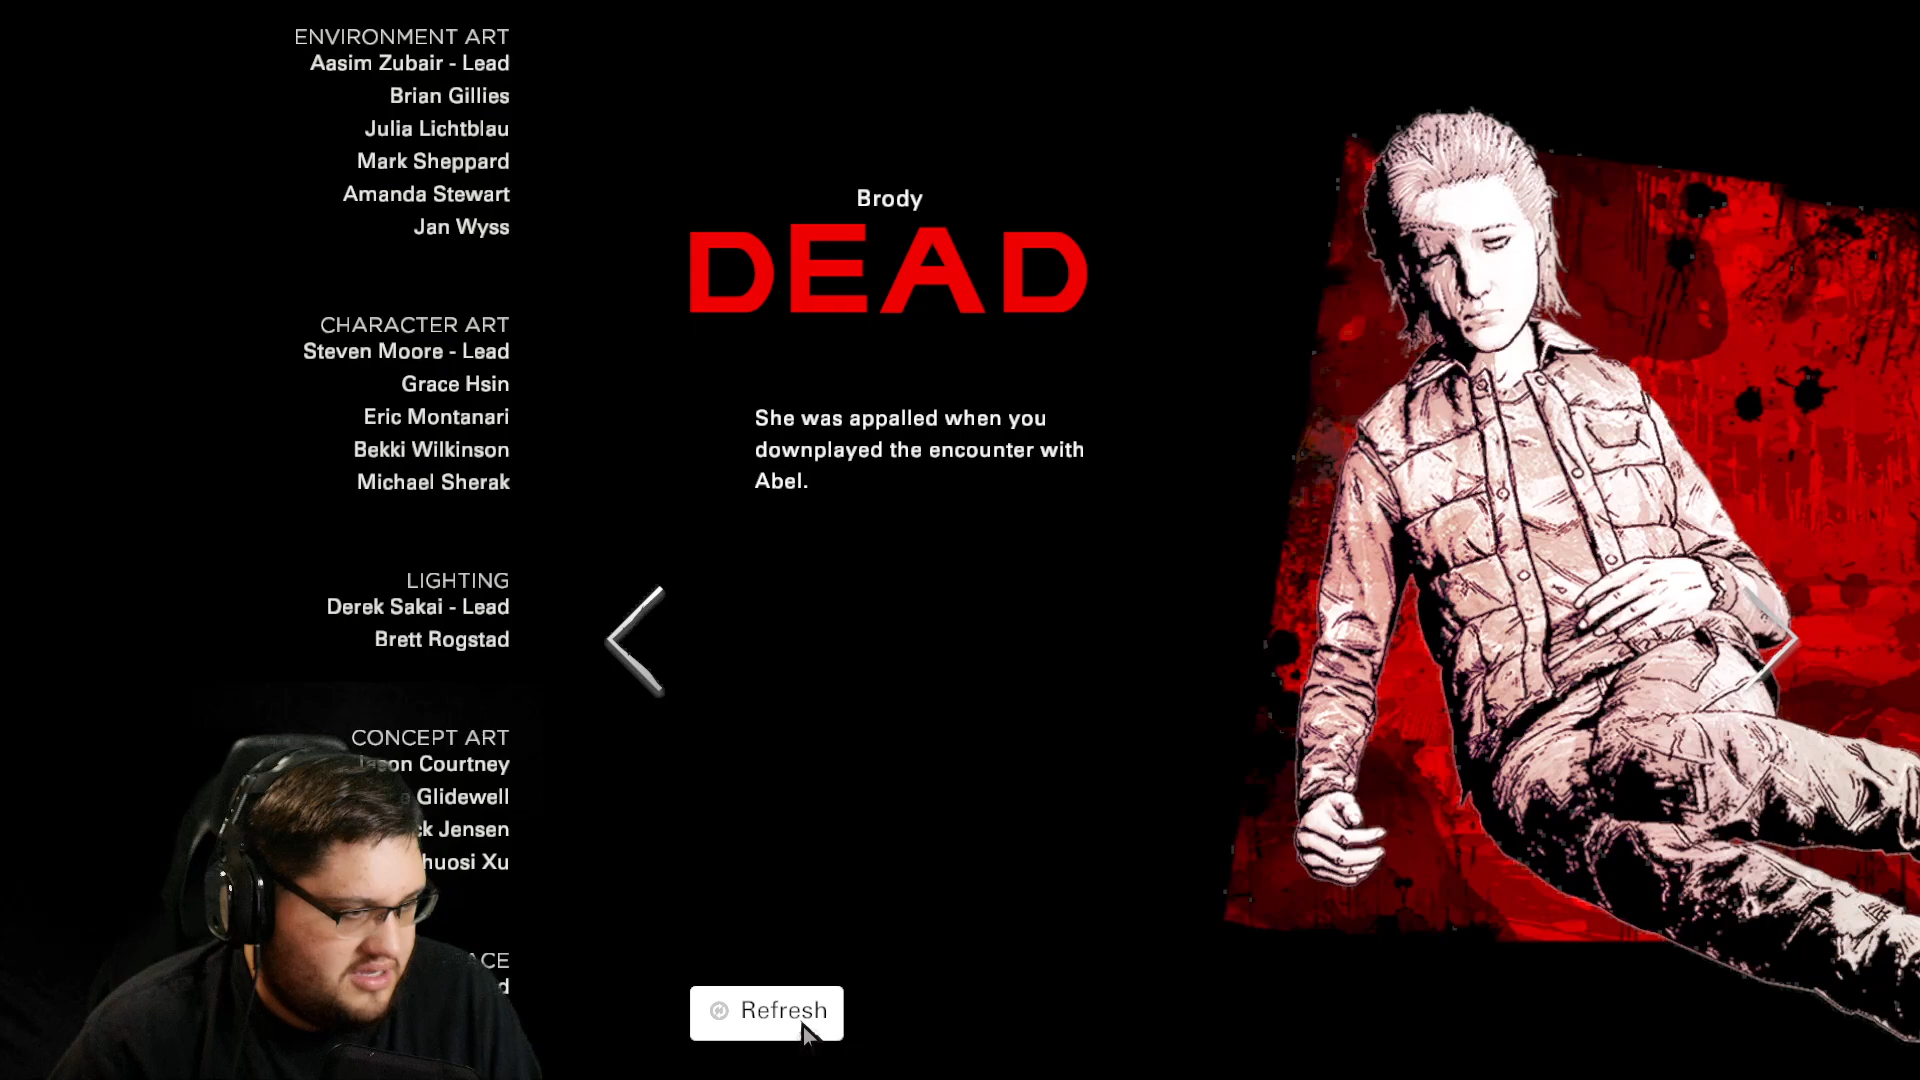 ENVIRONMENT ART
Aasim Zubair - Lead
Brian Gillies
Julia Lichtblau
Mark Sheppard
Amanda Stewart
Jan Wyss
CHARACTER ART
Steven Moore - Lead
Grace Hsin
Eric Montanari
Bekki Wilkinson
Michael Sherak
LIGHTING
Derek Sakai - Lead
Brett Rogstad
CONCEPT ART
Courtney
Glidewell
Jensen
Xu
Brody
DEAD
She was appalled when you
downplayed the encounter with
Abel.
Refresh